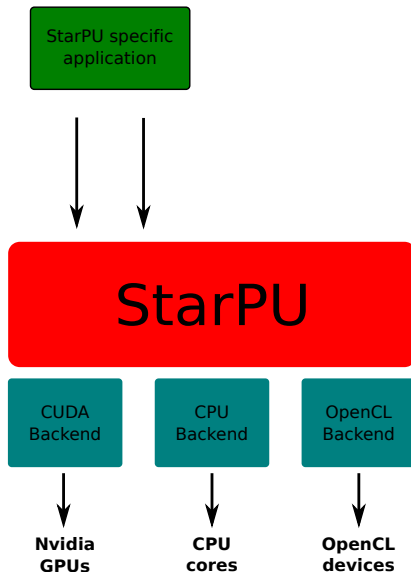 StarPU specific
application
StarPU
CUDA
Backend
CPU
Backend
OpenCL
Backend
Nvidia
GPUs
CPU
cores
OpenCL
devices